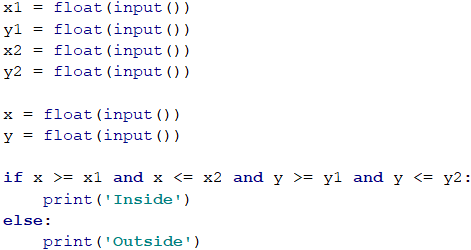 x1 = float(input())
y1 = float(input())
x2 = float(input())
y2 = float(input())

x = float(input())
y = float(input())

if x >= x1 and x <= x2 and y >= y1 and y <= y2:
    print('Inside')
else:
    print('Outside')